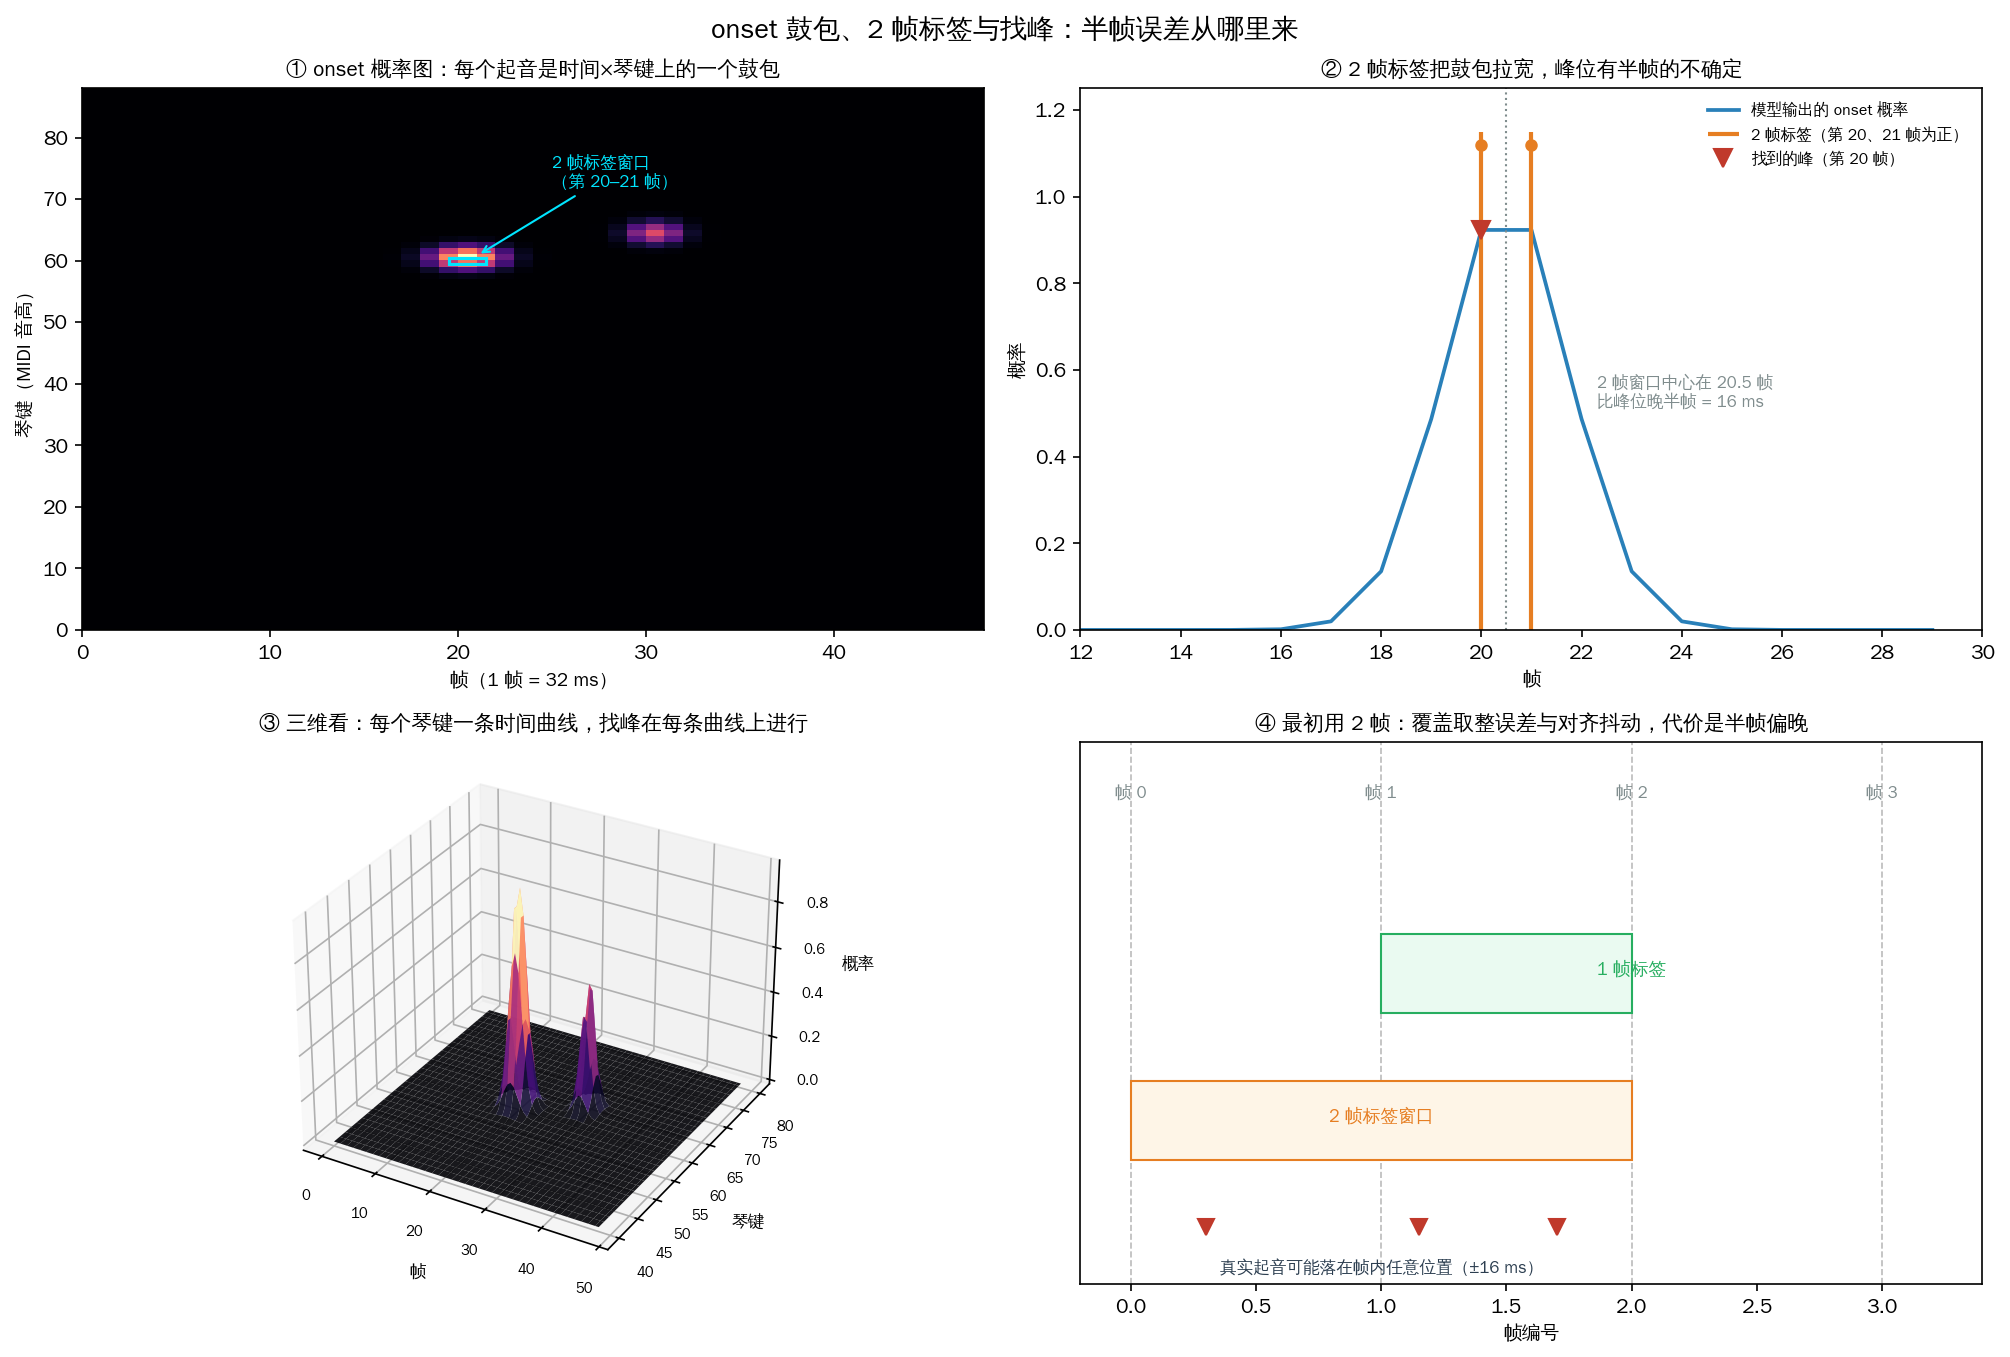 onset 鼓包、2 帧标签与找峰：半帧误差从哪里来
① onset 概率图：每个起音是时间×琴键上的一个鼓包
2 帧标签窗口
（第 20–21 帧）
琴键（MIDI 音高）
80
70
60
50
40
30
20
10
0
0 10 20 30 40
帧（1 帧 = 32 ms）
② 2 帧标签把鼓包拉宽，峰位有半帧的不确定
模型输出的 onset 概率
2 帧标签（第 20、21 帧为正）
找到的峰（第 20 帧）
2 帧窗口中心在 20.5 帧
比峰位晚半帧 = 16 ms
概率
1.2
1.0
0.8
0.6
0.4
0.2
0.0
12 14 16 18 20 22 24 26 28 30
帧
③ 三维看：每个琴键一条时间曲线，找峰在每条曲线上进行
0.8
0.6
0.4
0.2
0.0
概率
80
75
70
65
60
55
50
45
40
琴键
0
10
20
30
40
50
帧
④ 最初用 2 帧：覆盖取整误差与对齐抖动，代价是半帧偏晚
帧 0 帧 1 帧 2 帧 3
1 帧标签
2 帧标签窗口
真实起音可能落在帧内任意位置（±16 ms）
0.0 0.5 1.0 1.5 2.0 2.5 3.0
帧编号